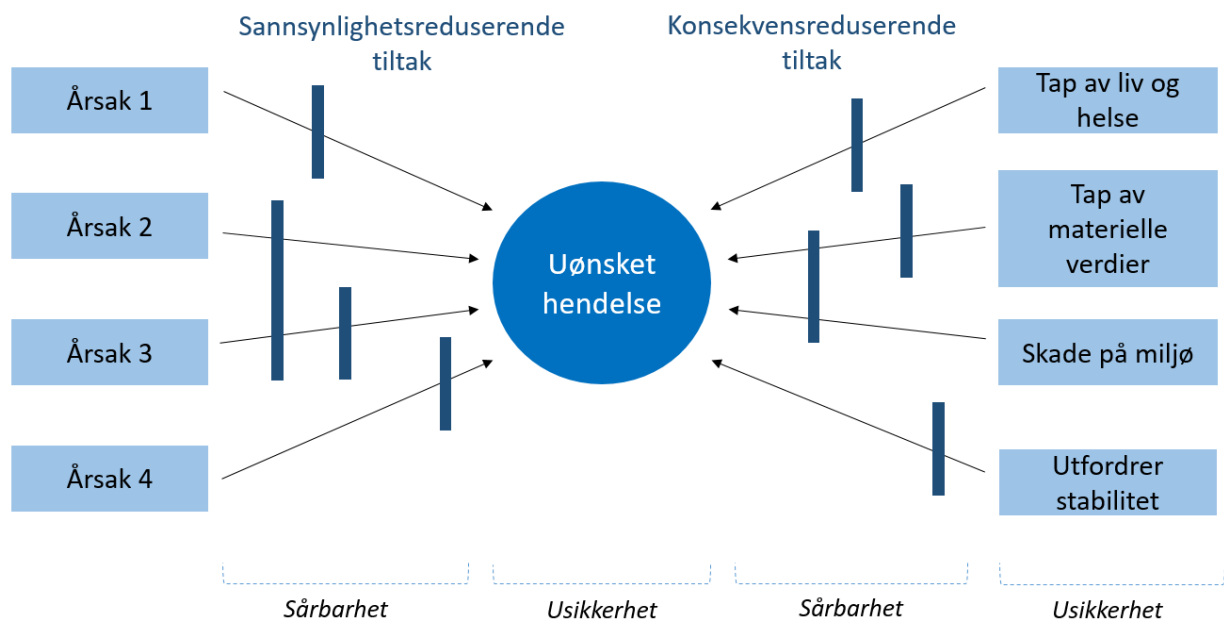 Sannsynlighetsreduserende
tiltak
Konsekvensreduserende
tiltak
Årsak 1
Årsak 2
Årsak 3
Årsak 4
Uønsket
hendelse
Tap av liv og
helse
Tap av
materielle
verdier
Skade på miljø
Utfordrer
stabilitet
Sårbarhet
Usikkerhet
Sårbarhet
Usikkerhet